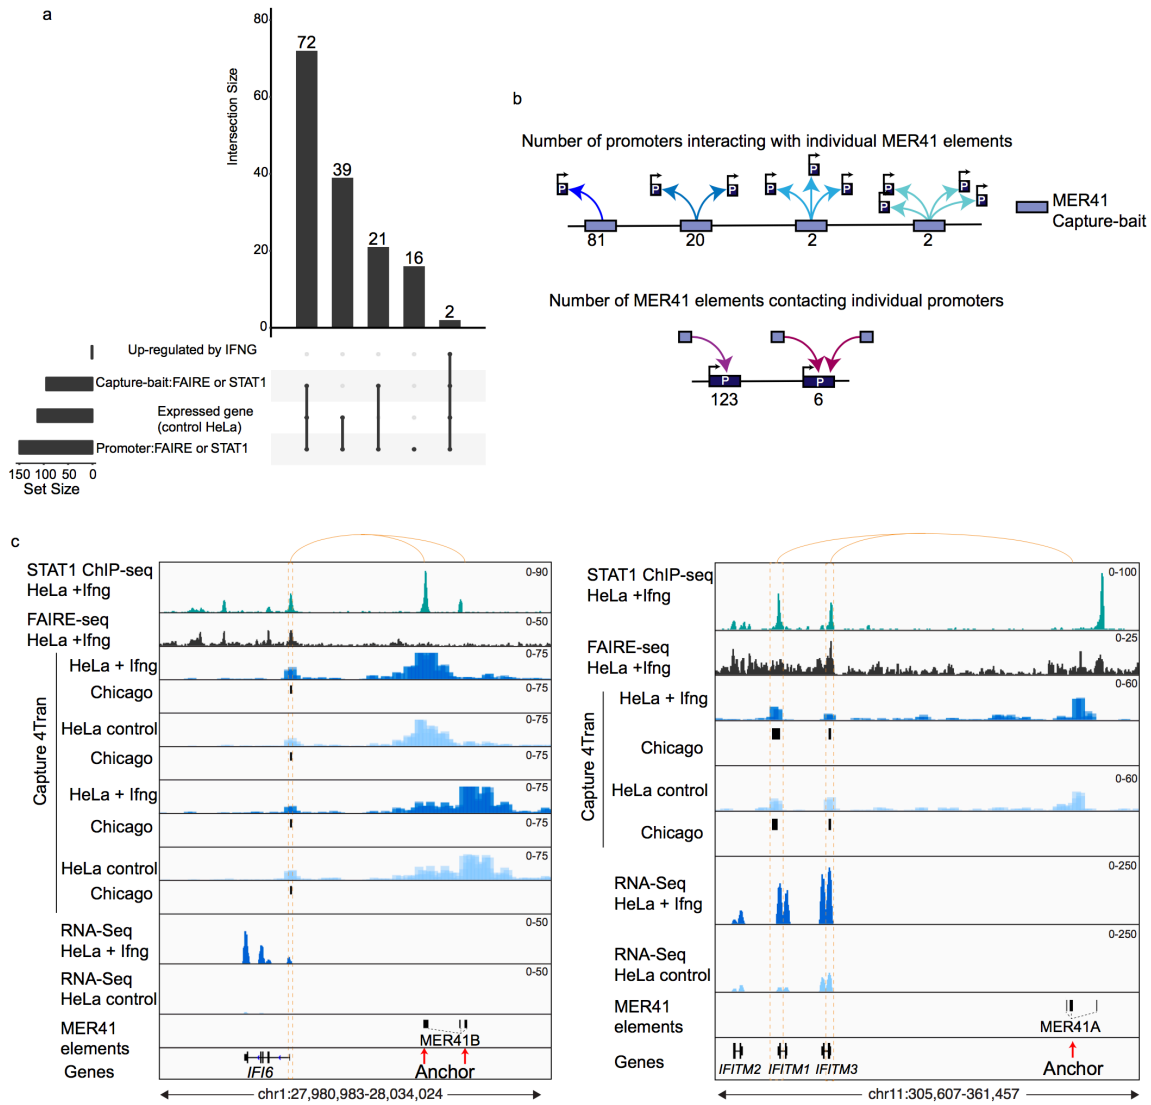 a
Intersection Size
80
60
40
20
0
72
39
21
16
2
Up-regulated by IFNG
Capture-bait:FAIRE or STAT1
Expressed gene
(control HeLa)
Promoter:FAIRE or STAT1
150 100 50 0
Set Size
b
Number of promoters interacting with individual MER41 elements
P P P P P P P P P P
81 20 2 2
MER41
Capture-bait
Number of MER41 elements contacting individual promoters
P P
123 6
c
STAT1 ChIP-seq
HeLa +Ifng
0-90
FAIRE-seq
HeLa +Ifng
0-50
Capture 4Tran
HeLa + Ifng
0-75
Chicago
0-75
HeLa control
0-75
Chicago
0-75
HeLa + Ifng
0-75
Chicago
0-75
HeLa control
0-75
Chicago
RNA-Seq
HeLa + Ifng
0-50
RNA-Seq
HeLa control
0-50
MER41
elements
MER41B
Genes
IFI6
Anchor
chr1:27,980,983-28,034,024
STAT1 ChIP-seq
HeLa +Ifng
0-100
FAIRE-seq
HeLa +Ifng
0-25
Capture 4Tran
HeLa + Ifng
0-60
Chicago
HeLa control
0-60
Chicago
RNA-Seq
HeLa + Ifng
0-250
RNA-Seq
HeLa control
0-250
MER41
elements
MER41A
Genes
IFITM2 IFITM1 IFITM3
Anchor
chr11:305,607-361,457